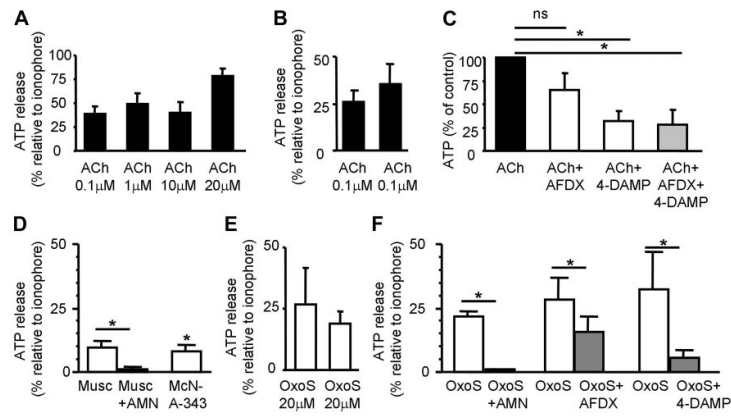 A
ATP release
(% relative to ionophore)
100
75
50
25
0
ACh ACh ACh ACh
0.1µM 1µM 10µM 20µM
B
ATP release
(% relative to ionophore)
50
25
0
ACh ACh
0.1µM 0.1µM
C
ns
*
*
ATP (% of control)
100
75
50
25
0
ACh ACh+ ACh+ ACh+
AFDX 4-DAMP AFDX+
4-DAMP
D
ATP release
(% relative to ionophore)
50
25
0
* *
Musc Musc McN-
+AMN A-343
E
ATP release
(% relative to ionophore)
50
25
0
OxoS OxoS
20µM 20µM
F
ATP release
(% relative to ionophore)
50
25
0
* * *
OxoS OxoS OxoS OxoS+ OxoS OxoS+
+AMN AFDX 4-DAMP